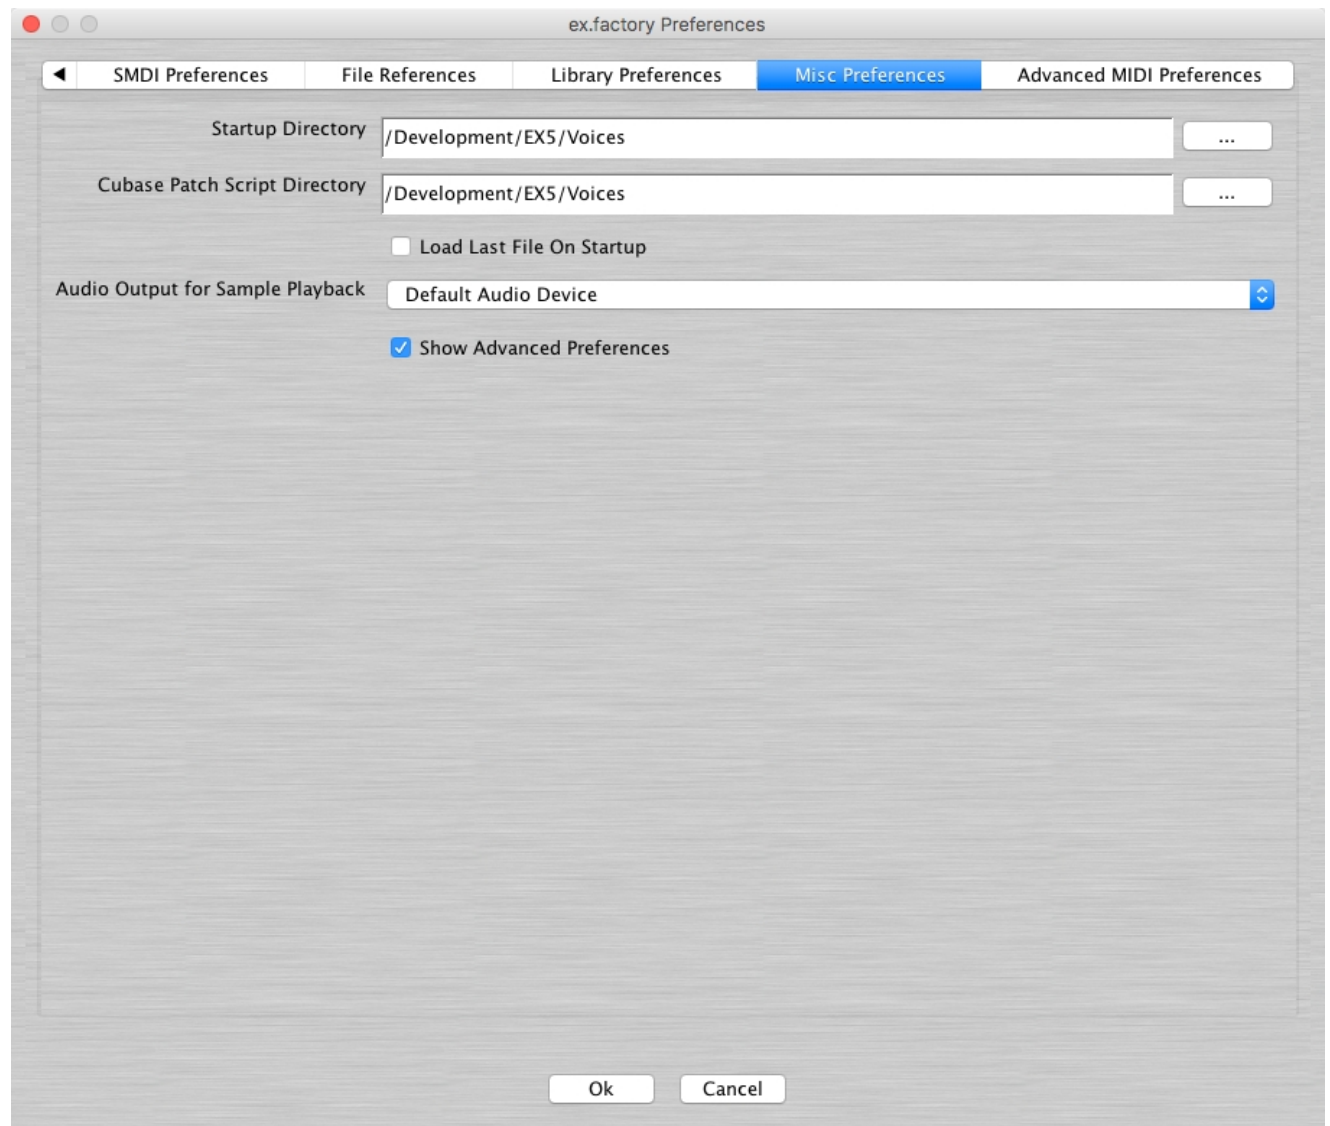 ex.factory Preferences
◀ SMDI Preferences File References Library Preferences Misc Preferences Advanced MIDI Preferences
Startup Directory /Development/EX5/Voices ...
Cubase Patch Script Directory /Development/EX5/Voices ...
Load Last File On Startup
Audio Output for Sample Playback Default Audio Device
Show Advanced Preferences
Ok Cancel